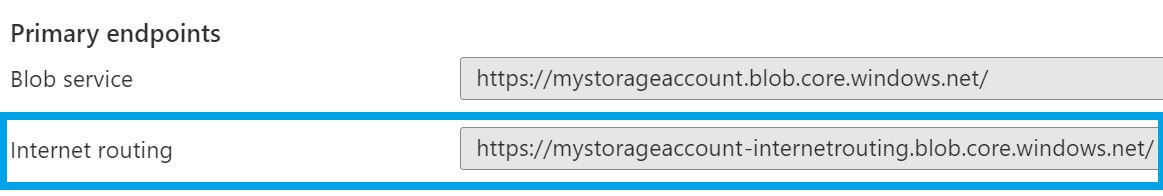 Primary endpoints
Blob service https://mystorageaccount.blob.core.windows.net/
Internet routing https://mystorageaccount-internetrouting.blob.core.windows.net/